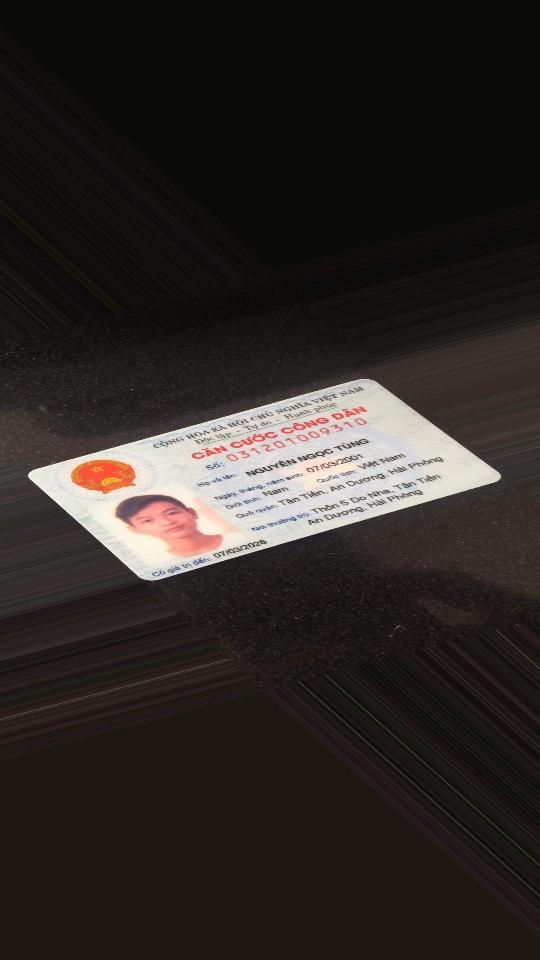 CỘNG HÒA XÃ HỘI CHỦ NGHĨA VIỆT NAM
Độc lập - Tự do - Hạnh phúc
CĂN CƯỚC CÔNG DÂN
Số: 031201009310
Họ và tên: NGUYỄN NGỌC TÙNG
Ngày, tháng, năm sinh: 07/03/2001
Giới tính: Nam Quốc tịch: Việt Nam
Quê quán: Tân Tiến, An Dương, Hải Phòng
Nơi thường trú: Thôn 5 Do Nha, Tân Tiến
An Dương, Hải Phòng
Có giá trị đến: 07/03/2026